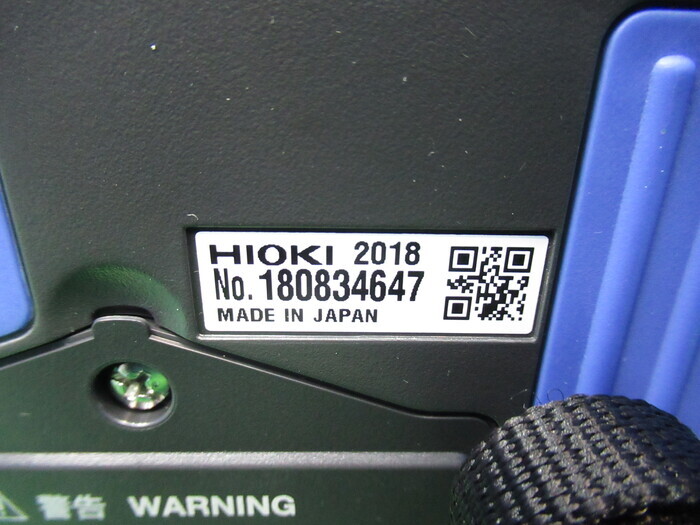 HIOKI 2018
No. 180834647
MADE IN JAPAN
警告 WARNING